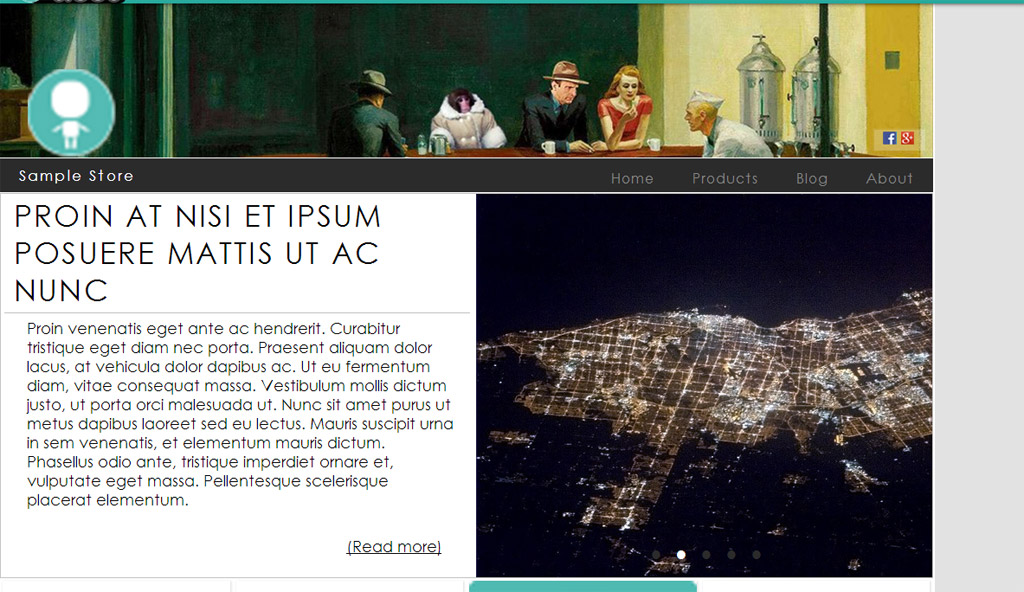 Sample Store
Home Products Blog About
PROIN AT NISI ET IPSUM
POSUERE MATTIS UT AC
NUNC
Proin venenatis eget ante ac hendrerit. Curabitur
tristique eget diam nec porta. Praesent aliquam dolor
lacus, at vehicula dolor dapibus ac. Ut eu fermentum
diam, vitae consequat massa. Vestibulum mollis dictum
justo, ut porta orci malesuada ut. Nunc sit amet purus ut
metus dapibus laoreet sed eu lectus. Mauris suscipit urna
in sem venenatis, et elementum mauris dictum.
Phasellus odio ante, tristique imperdiet ornare et,
vulputate eget massa. Pellentesque scelerisque
placerat elementum.
(Read more)